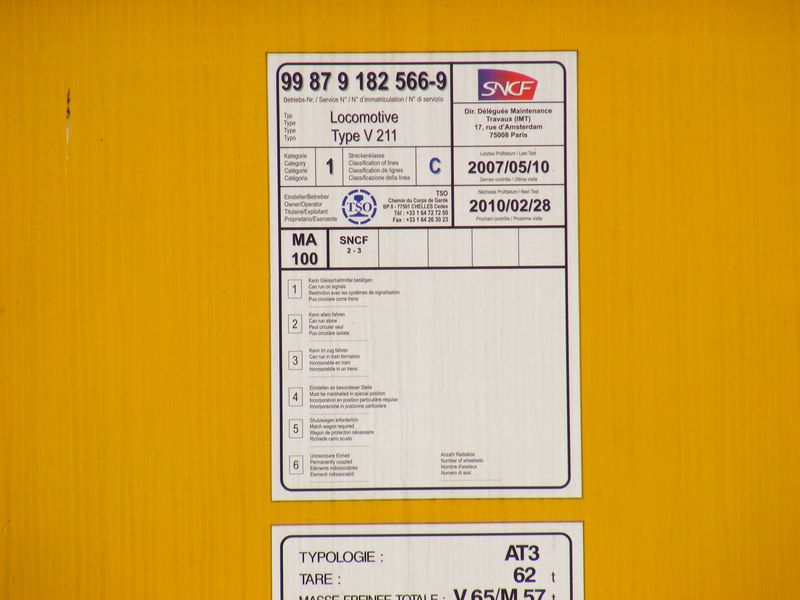 99 87 9 182 566-9
Betriebs-Nr. / Service N° / N° d'immatriculation / N° di servizio
Typ
Type
Type
Tipo
Locomotive
Type V 211
SNCF
Dir. Déléguée Maintenance
Travaux (IMT)
17, rue d'Amsterdam
75008 Paris
Kategorie
Category
Catégorie
Categoria
1
Streckenklasse
Classification of lines
Classification de lignes
Classificazione della linea
C
Letztes Prüfdatum / Last Test
2007/05/10
Dernier contrôle / Ultima visita
Einsteller/Betreiber
Owner/Operator
Titulaire/Exploitant
Proprietario/Esercente
TSO
TSO
Chemin du Corps de Garde
BP 8 - 77501 CHELLES Cedex
Tél : +33 1 64 72 72 00
Fax : +33 1 64 26 30 23
Nächstes Prüfdatum / Next Test
2010/02/28
Prochain contrôle / Prossima visita
MA
100
SNCF
2 - 3
1
Kann Gleisschaltmittel betätigen
Can run on signals
Restriction avec les systèmes de signalisation
Puo circolare come treno
2
Kann allein fahren
Can run alone
Peut circuler seul
Puo circolare isolata
3
Kann im zug fahren
Can run in train formation
Incorporable en train
Incorporabile in un treno
4
Einstellen an besonderer Stelle
Must be marshalled in special position
Incorporation en position particulière requise
Incorporazione in posizione particolare
5
Schutzwagen erforderlich
Match wagon required
Wagon de protection nécessaire
Richiede carro scudo
6
Untrennbare Einheit
Permanently coupled
Eléments indissociables
Elementi indissociabili
Anzahl Radsätze
Number of wheelsets
Nombre d'essieux
Numero di assi
TYPOLOGIE : AT3
TARE : 62 t
MASSE FREINEE TOTALE : V 65/M 57 t